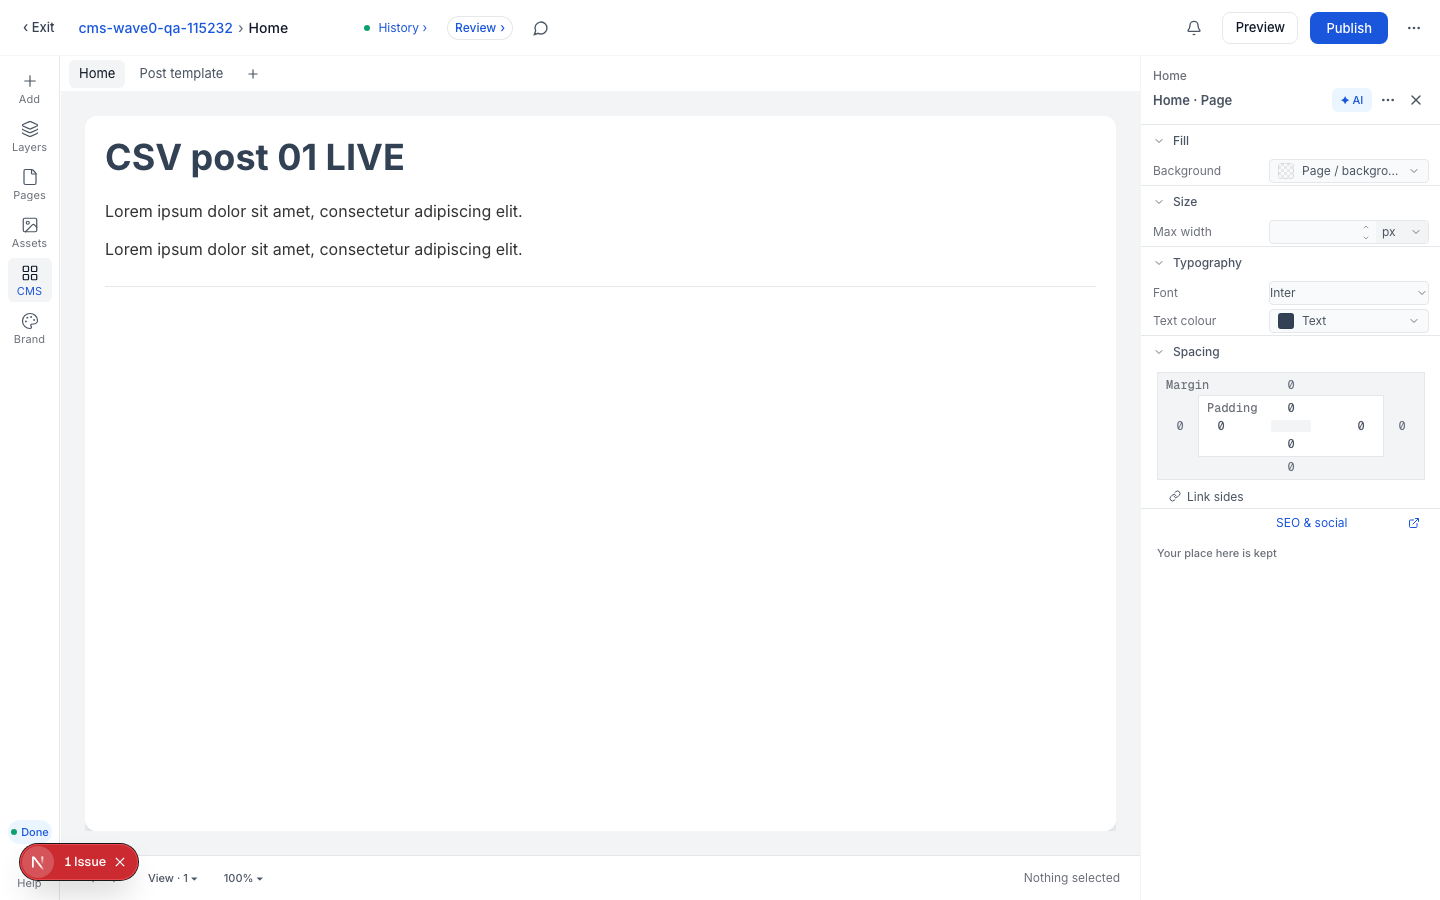 ‹ Exit
cms-wave0-qa-115232 › Home
History ›
Review ›
Preview
Publish
Add
Layers
Pages
Assets
CMS
Brand
Home
Post template
CSV post 01 LIVE
Lorem ipsum dolor sit amet, consectetur adipiscing elit.
Lorem ipsum dolor sit amet, consectetur adipiscing elit.
Home
Home · Page
AI
Fill
Background
Page / backgro...
Size
Max width
px
Typography
Font
Inter
Text colour
Text
Spacing
Margin
0
Padding
0
0
0
0
0
0
0
Link sides
SEO & social
Your place here is kept
Done
N
1 Issue
Help
View · 1
100%
Nothing selected